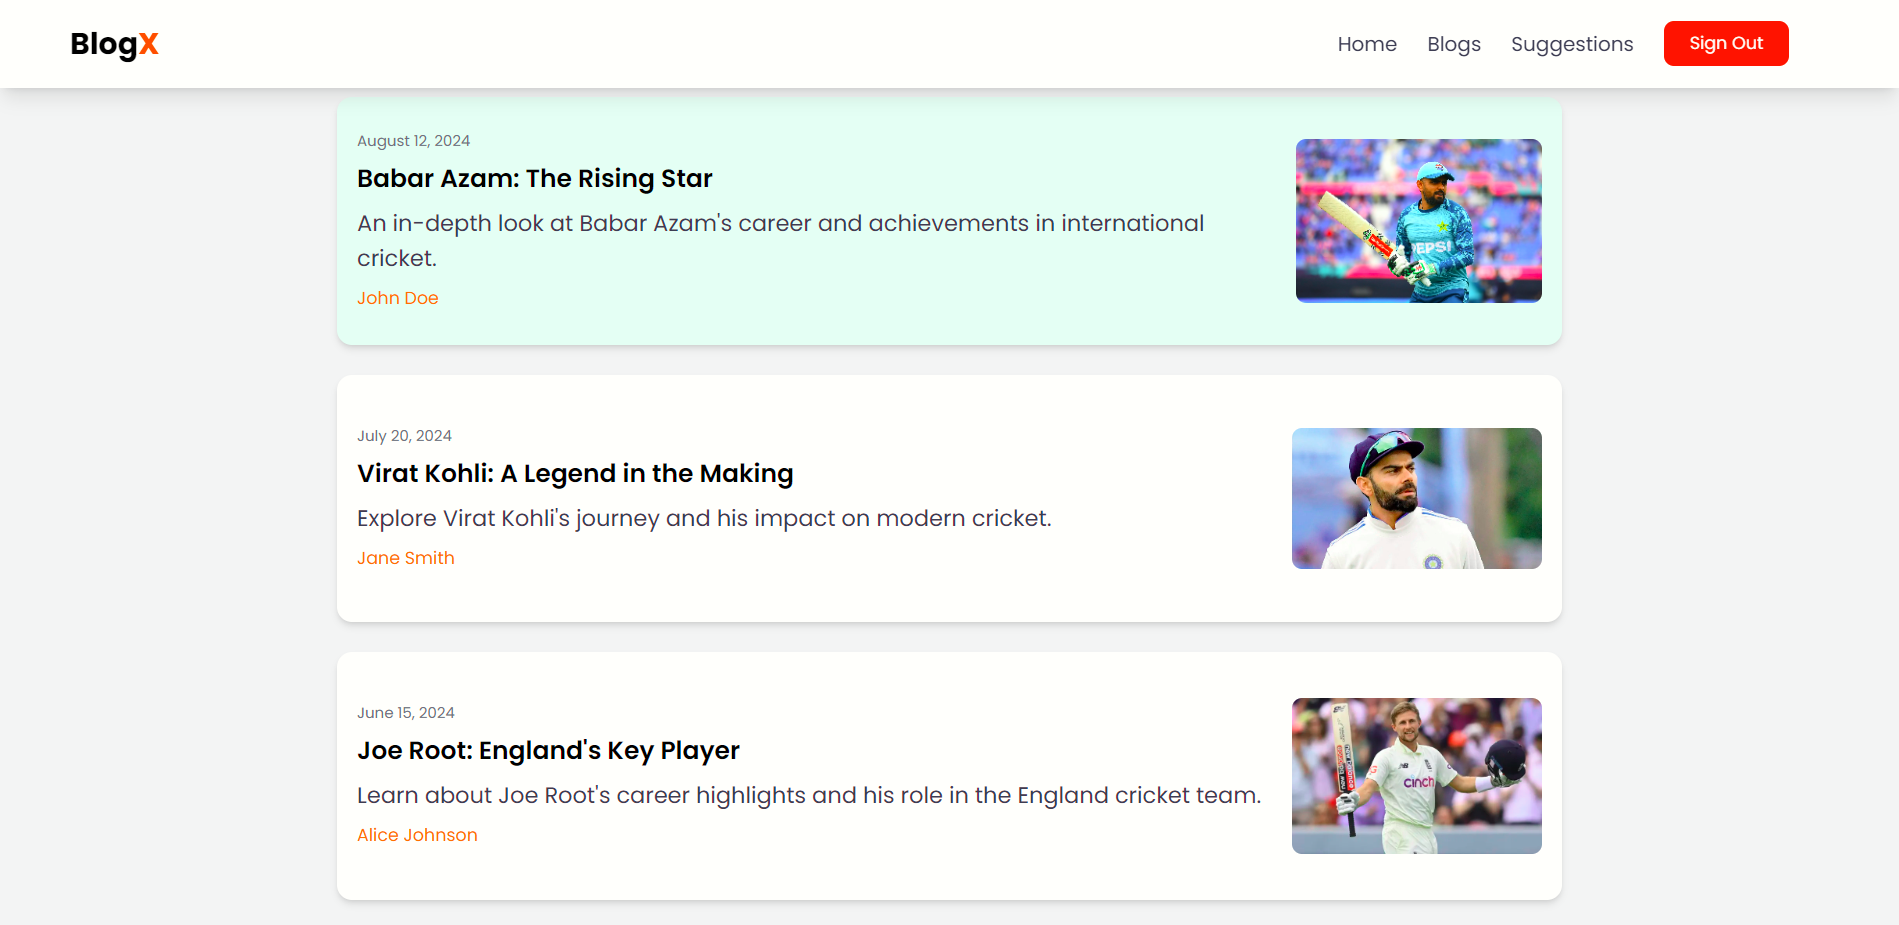 BlogX
Home Blogs Suggestions Sign Out
August 12, 2024
Babar Azam: The Rising Star
An in-depth look at Babar Azam's career and achievements in international
cricket.
John Doe
PEPSI
July 20, 2024
Virat Kohli: A Legend in the Making
Explore Virat Kohli's journey and his impact on modern cricket.
Jane Smith
June 15, 2024
Joe Root: England's Key Player
Learn about Joe Root's career highlights and his role in the England cricket team.
Alice Johnson
cinch